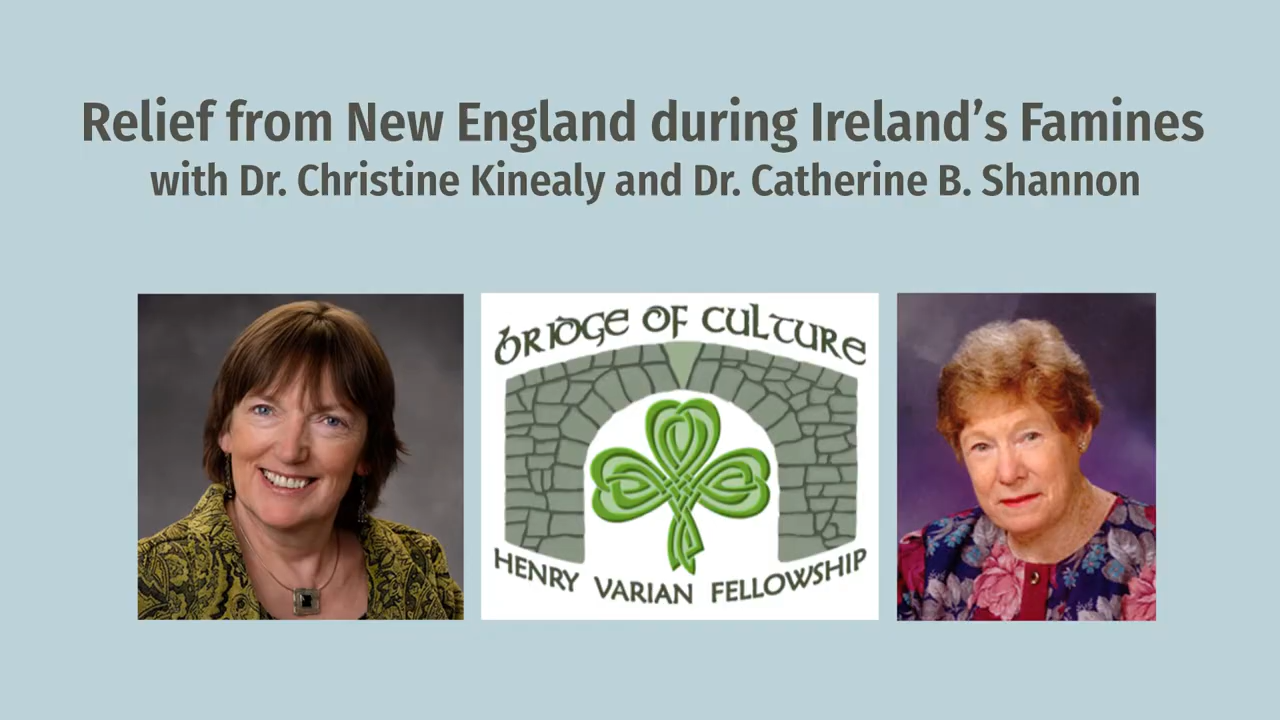 Relief from New England during Ireland’s Famines
with Dr. Christine Kinealy and Dr. Catherine B. Shannon
BRIDGE OF CULTURE
HENRY VARIAN FELLOWSHIP